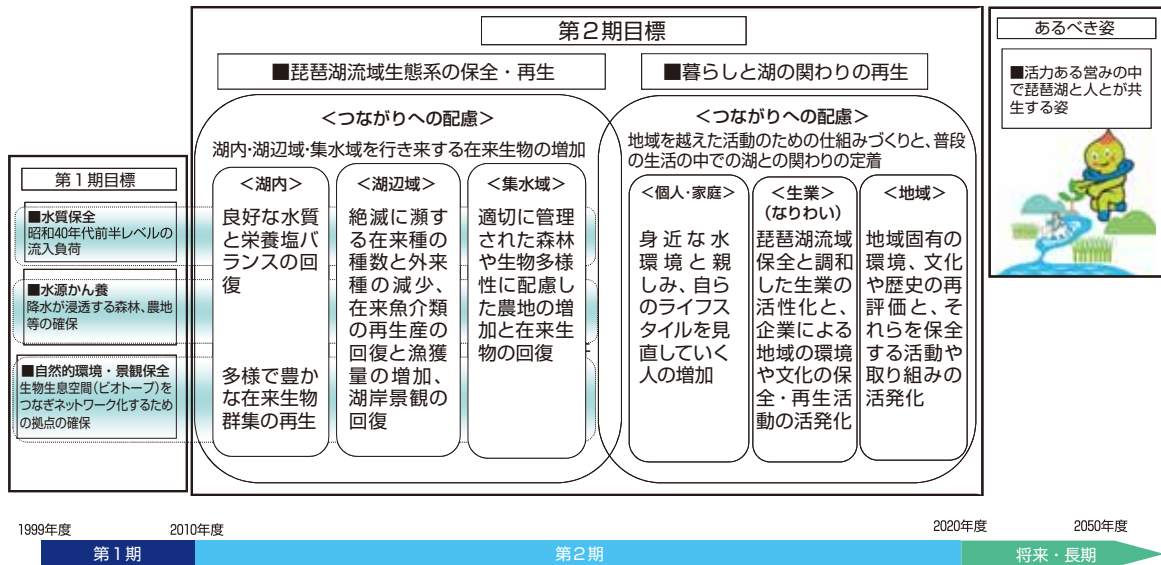 第2期目標
■琵琶湖流域生態系の保全・再生
<つながりへの配慮>
湖内・湖辺域・集水域を行き来する在来生物の増加
<湖内>
良好な水質
と栄養塩バ
ランスの回
復
多様で豊か
な在来生物
群集の再生
<湖辺域>
絶滅に瀕す
る在来種の
種数と外来
種の減少、
在来魚介類
の再生産の
回復と漁獲
量の増加、
湖岸景観の
回復
<集水域>
適切に管理
された森林
や生物多様
性に配慮し
た農地の増
加と在来生
物の回復
■暮らしと湖の関わりの再生
<つながりへの配慮>
地域を越えた活動のための仕組みづくりと、普段
の生活の中での湖との関わりの定着
<個人・家庭>
身近な水
環境と親
しみ、自ら
のライフス
タイルを見
直していく
人の増加
<生業>
(なりわい)
琵琶湖流域
保全と調和
した生業の
活性化と、
企業による
地域の環境
や文化の保
全・再生活
動の活発化
<地域>
地域固有の
環境、文化
や歴史の再
評価と、そ
れらを保全
する活動や
取り組みの
活発化
あるべき姿
■活力ある営みの中
で琵琶湖と人とが共
生する姿
第1期目標
■水質保全
昭和40年代前半レベルの
流入負荷
■水源かん養
降水が浸透する森林、農地
等の確保
■自然的環境・景観保全
生物生息空間(ビオトープ)を
つなぎネットワーク化するため
の拠点の確保
1999年度
2010年度
2020年度
2050年度
第1期
第2期
将来・長期